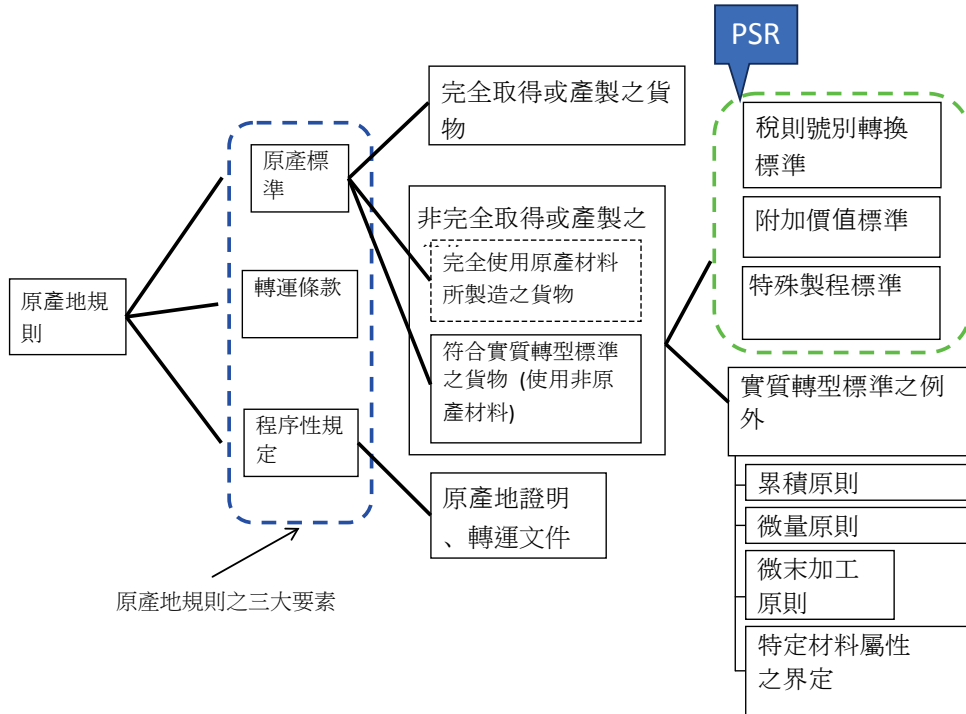 PSR
完全取得或產製之貨
物
稅則號別轉換
標準
原產標
準
非完全取得或產製之
附加價值標準
完全使用原產材料
所製造之貨物
特殊製程標準
轉運條款
原產地規
則
符合實質轉型標準
之貨物 (使用非原
產材料)
實質轉型標準之例
外
程序性規
定
累積原則
原產地證明
、轉運文件
微量原則
微末加工
原則
原產地規則之三大要素
特定材料屬性
之界定